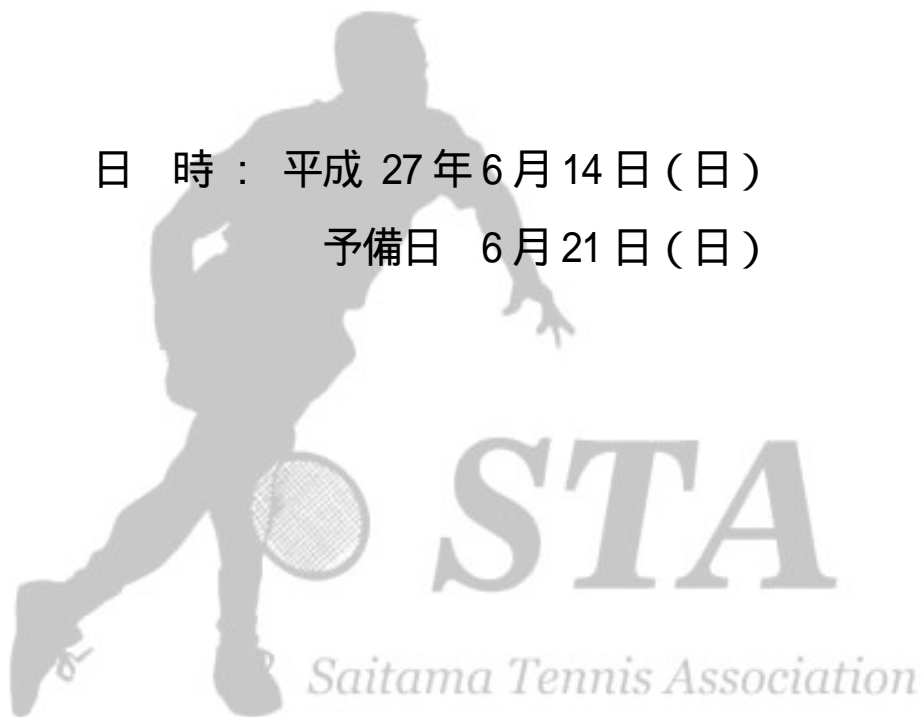 日　時 ： 平成 27 年 6 月 14 日（日）
予備日　6 月 21 日（日）
STA
Saitama Tennis Association